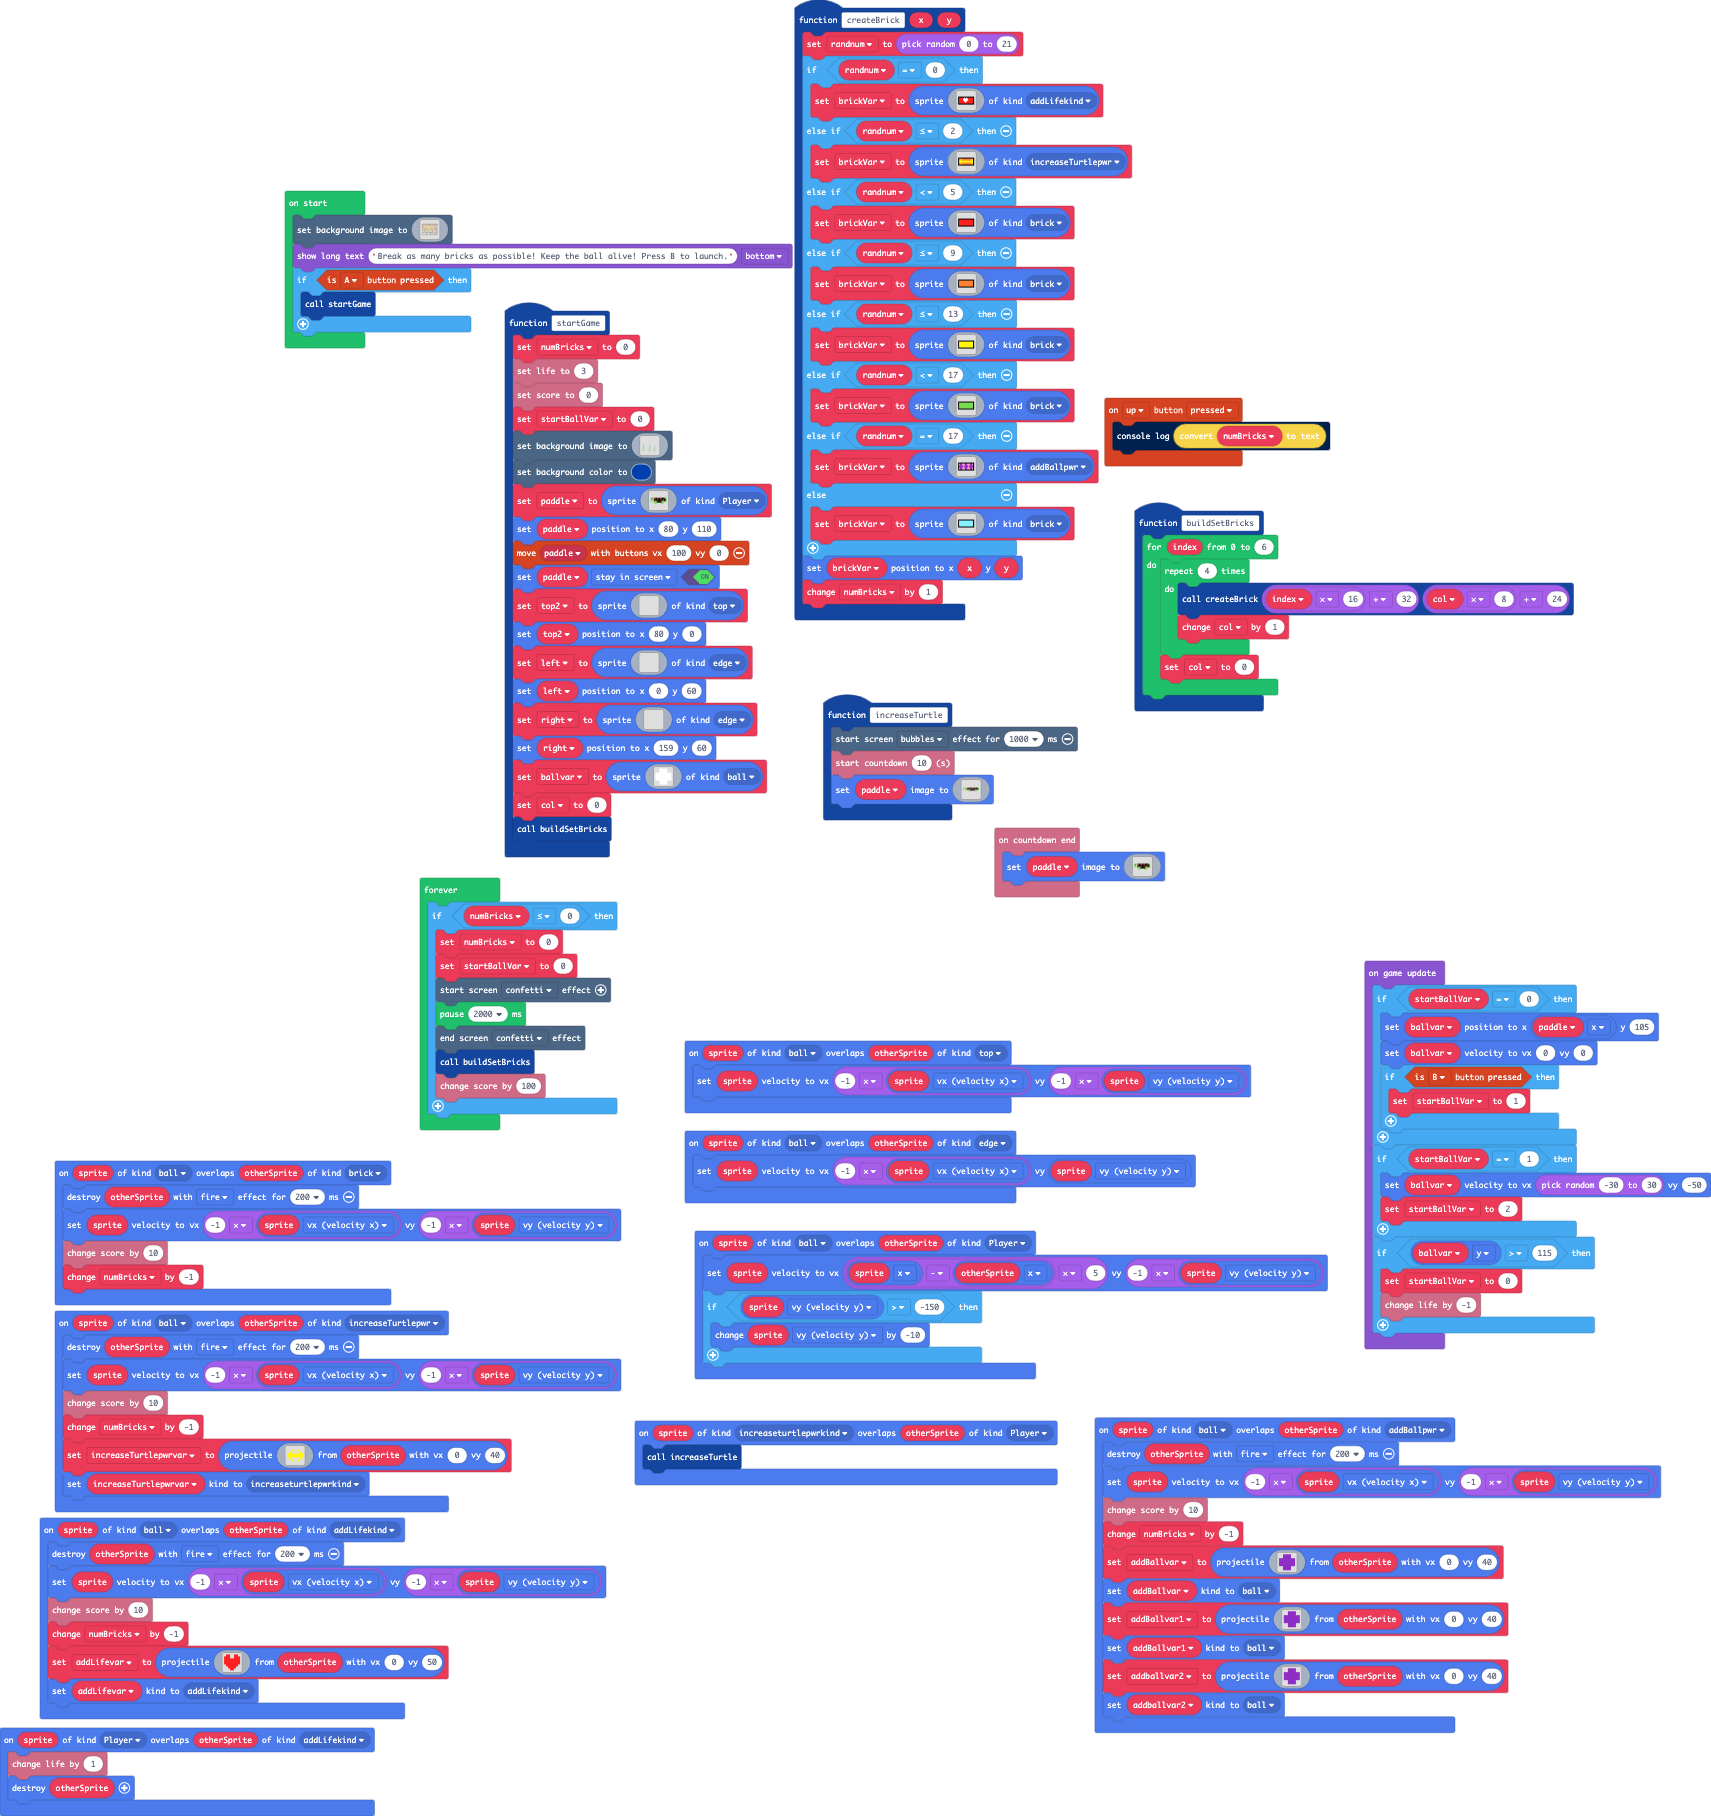 function createBrick x y
set randnum to pick random 0 to 21
if randnum = 0 then
set brickVar to sprite of kind addLifekind
else if randnum ≤ 2 then
set brickVar to sprite of kind increaseTurtlepwr
else if randnum < 5 then
set brickVar to sprite of kind brick
else if randnum ≤ 9 then
set brickVar to sprite of kind brick
else if randnum ≤ 13 then
set brickVar to sprite of kind brick
else if randnum < 17 then
set brickVar to sprite of kind brick
else if randnum = 17 then
set brickVar to sprite of kind addBallpwr
else
set brickVar to sprite of kind brick
set brickVar position to x x y y
change numBricks by 1
on start
set background image to
show long text "Break as many bricks as possible! Keep the ball alive! Press B to launch." bottom
if is A button pressed then
call startGame
function startGame
set numBricks to 0
set life to 3
set score to 0
set startBallVar to 0
set background image to
set background color to
set paddle to sprite of kind Player
set paddle position to x 80 y 110
move paddle with buttons vx 100 vy 0
set paddle stay in screen ON
set top2 to sprite of kind top
set top2 position to x 80 y 0
set left to sprite of kind edge
set left position to x 0 y 60
set right to sprite of kind edge
set right position to x 159 y 60
set ballvar to sprite of kind ball
set col to 0
call buildSetBricks
on up button pressed
console log convert numBricks to text
function buildSetBricks
for index from 0 to 6
do repeat 4 times
do call createBrick index × 16 + 32 col × 8 + 24
change col by 1
set col to 0
function increaseTurtle
start screen bubbles effect for 1000 ms
start countdown 10 (s)
set paddle image to
on countdown end
set paddle image to
forever
if numBricks ≤ 0 then
set numBricks to 0
set startBallVar to 0
start screen confetti effect
pause 2000 ms
end screen confetti effect
call buildSetBricks
change score by 100
on game update
if startBallVar = 0 then
set ballvar position to x paddle x y 105
set ballvar velocity to vx 0 vy 0
if is B button pressed then
set startBallVar to 1
if startBallVar = 1 then
set ballvar velocity to vx pick random -30 to 30 vy -50
set startBallVar to 2
if ballvar y > 115 then
set startBallVar to 0
change life by -1
on sprite of kind ball overlaps otherSprite of kind top
set sprite velocity to vx -1 × sprite vx (velocity x) vy -1 × sprite vy (velocity y)
on sprite of kind ball overlaps otherSprite of kind edge
set sprite velocity to vx -1 × sprite vx (velocity x) vy sprite vy (velocity y)
on sprite of kind ball overlaps otherSprite of kind Player
set sprite velocity to vx sprite x - otherSprite x × 5 vy -1 × sprite vy (velocity y)
if sprite vy (velocity y) > -150 then
change sprite vy (velocity y) by -10
on sprite of kind ball overlaps otherSprite of kind brick
destroy otherSprite with fire effect for 200 ms
set sprite velocity to vx -1 × sprite vx (velocity x) vy -1 × sprite vy (velocity y)
change score by 10
change numBricks by -1
on sprite of kind ball overlaps otherSprite of kind increaseTurtlepwr
destroy otherSprite with fire effect for 200 ms
set sprite velocity to vx -1 × sprite vx (velocity x) vy -1 × sprite vy (velocity y)
change score by 10
change numBricks by -1
set increaseTurtlepwrvar to projectile from otherSprite with vx 0 vy 40
set increaseTurtlepwrvar kind to increaseturtlepwrkind
on sprite of kind increaseturtlepwrkind overlaps otherSprite of kind Player
call increaseTurtle
on sprite of kind ball overlaps otherSprite of kind addBallpwr
destroy otherSprite with fire effect for 200 ms
set sprite velocity to vx -1 × sprite vx (velocity x) vy -1 × sprite vy (velocity y)
change score by 10
change numBricks by -1
set addBallvar to projectile from otherSprite with vx 0 vy 40
set addBallvar kind to ball
set addBallvar1 to projectile from otherSprite with vx 0 vy 40
set addBallvar1 kind to ball
set addballvar2 to projectile from otherSprite with vx 0 vy 40
set addballvar2 kind to ball
on sprite of kind ball overlaps otherSprite of kind addLifekind
destroy otherSprite with fire effect for 200 ms
set sprite velocity to vx -1 × sprite vx (velocity x) vy -1 × sprite vy (velocity y)
change score by 10
change numBricks by -1
set addLifevar to projectile from otherSprite with vx 0 vy 50
set addLifevar kind to addLifekind
on sprite of kind Player overlaps otherSprite of kind addLifekind
change life by 1
destroy otherSprite